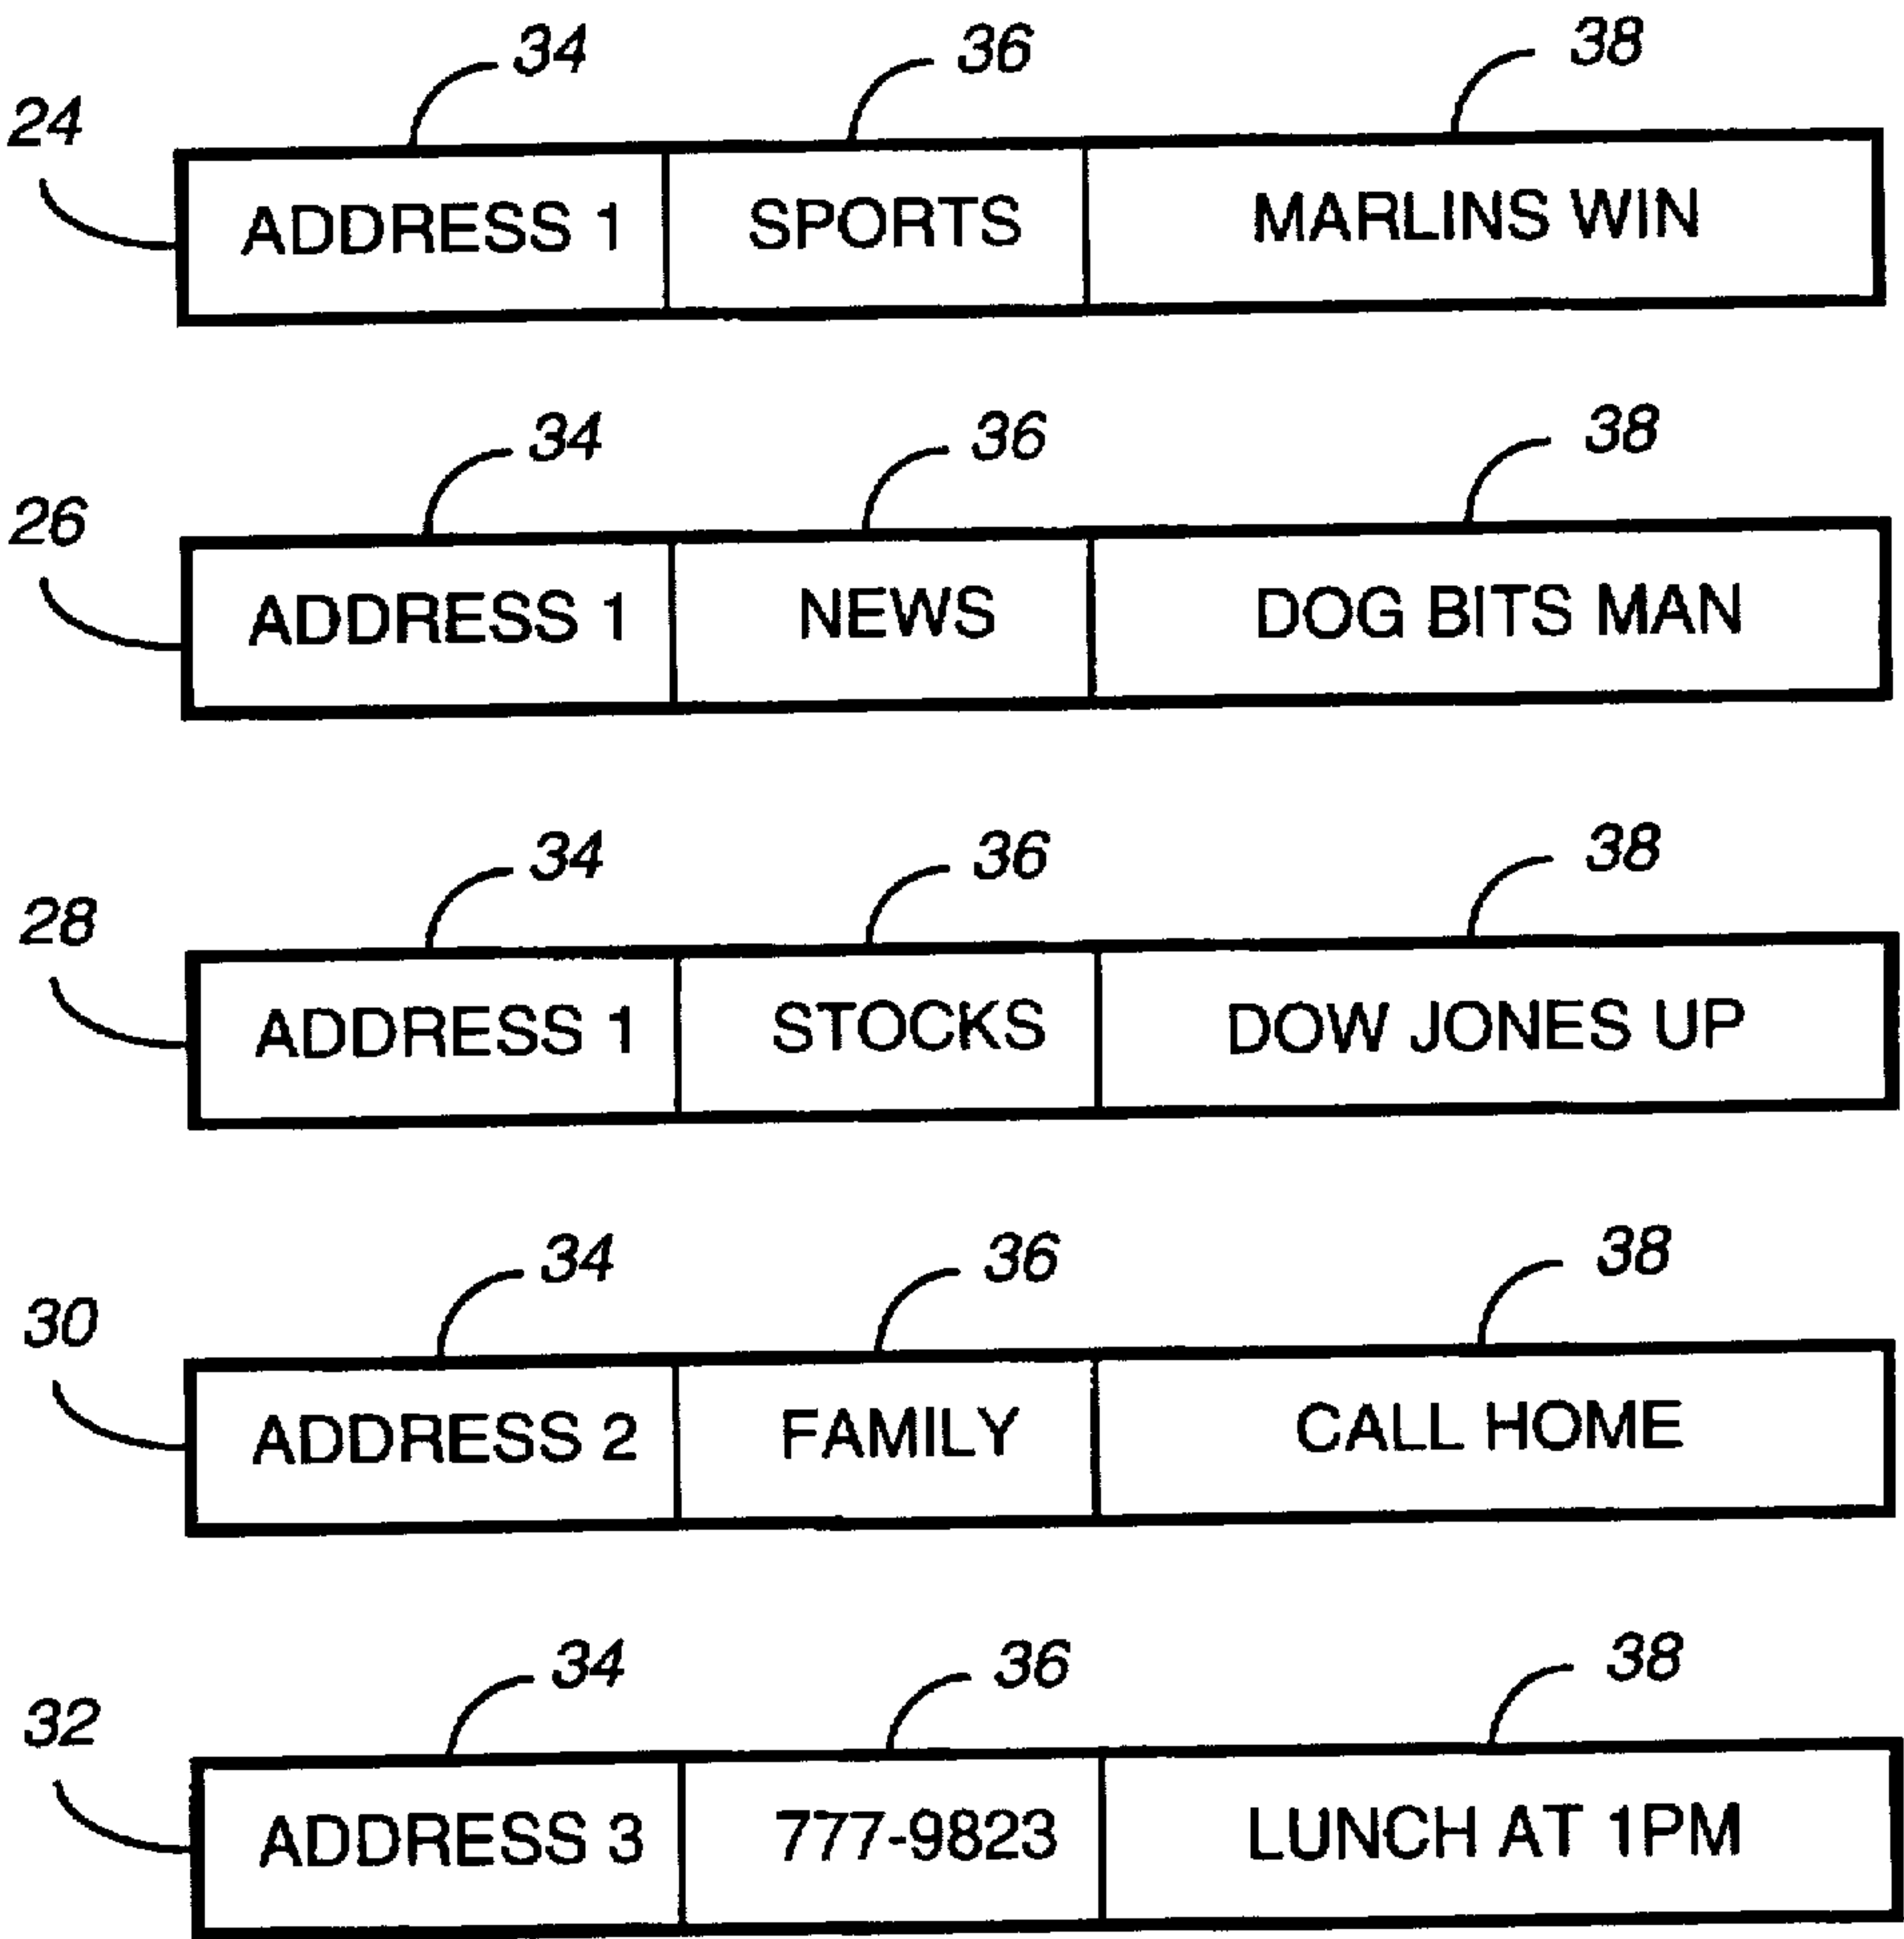 34 36 38
24
ADDRESS 1 SPORTS MARLINS WIN
34 36 38
26
ADDRESS 1 NEWS DOG BITS MAN
34 36 38
28
ADDRESS 1 STOCKS DOW JONES UP
34 36 38
30
ADDRESS 2 FAMILY CALL HOME
34 36 38
32
ADDRESS 3 777-9823 LUNCH AT 1PM